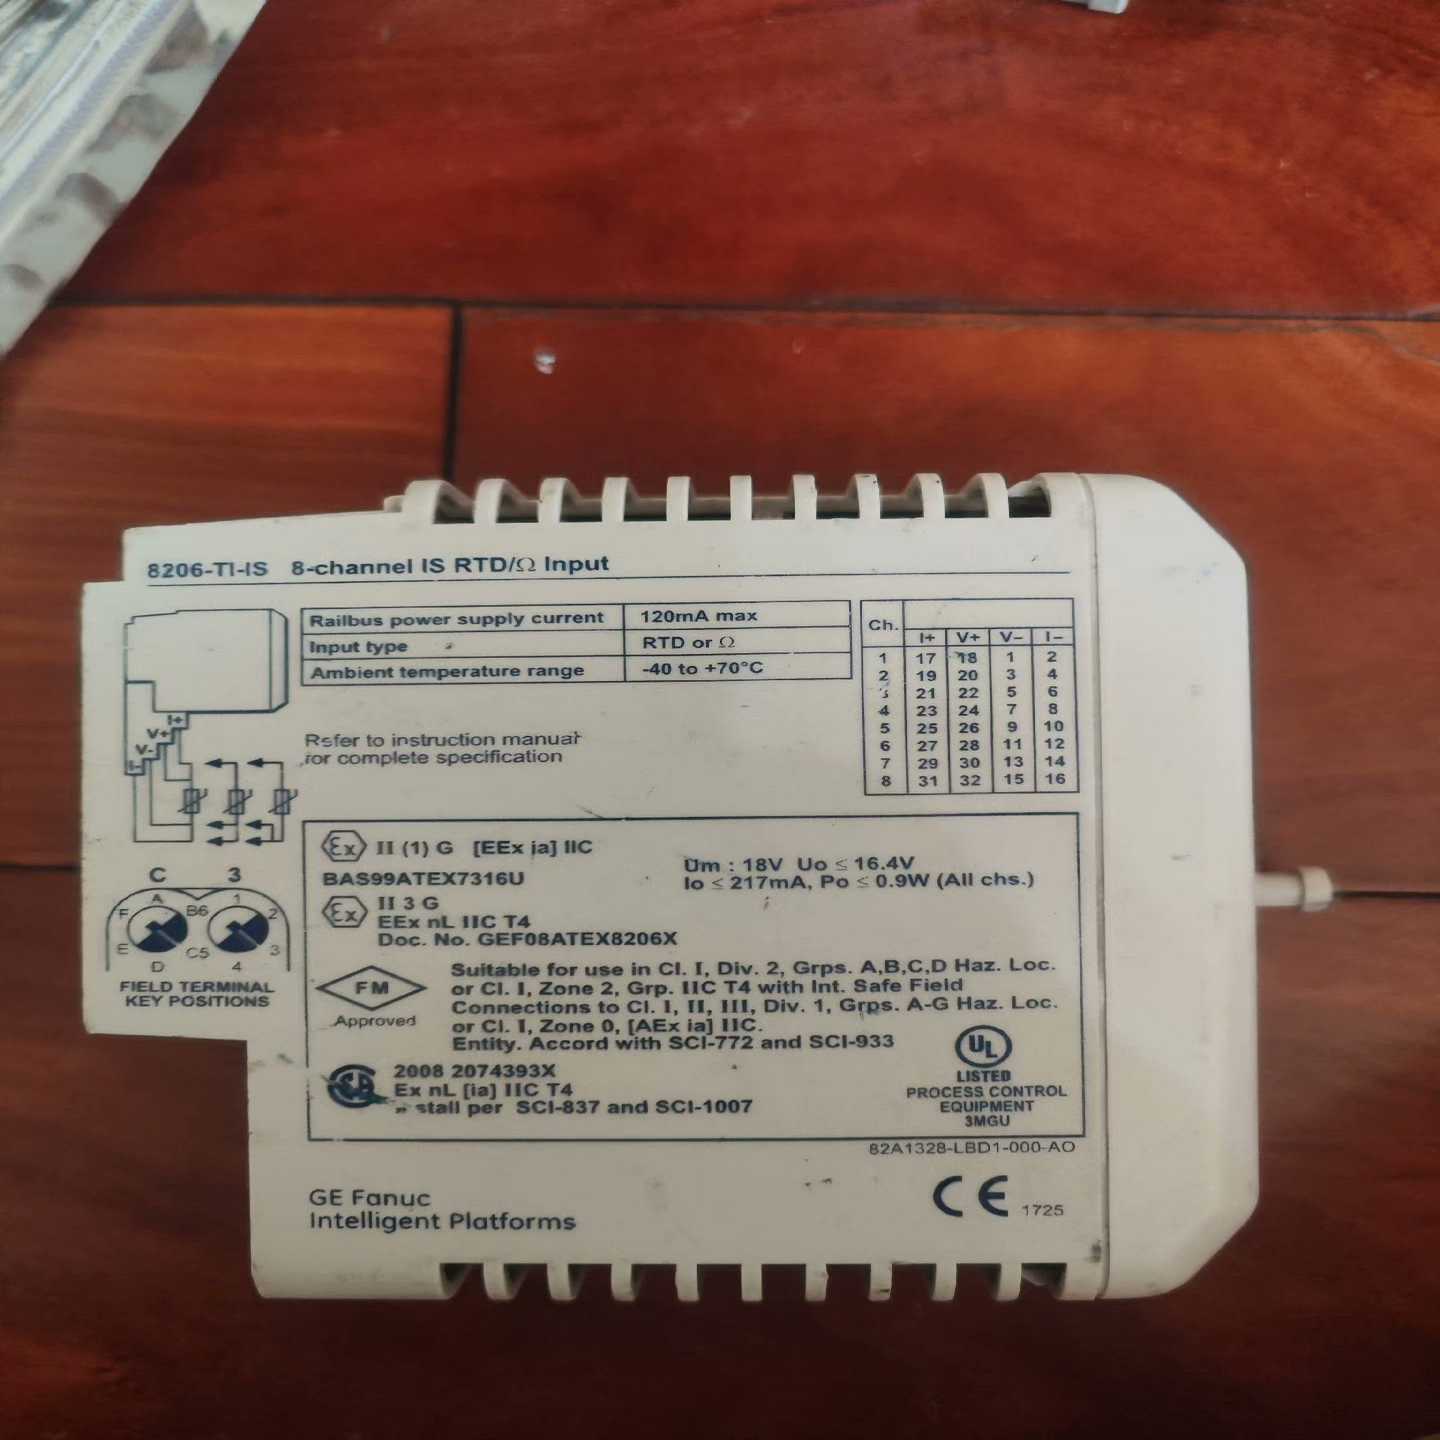 8206-TI-IS 8-channel IS RTD/Ω Input
Railbus power supply current 120mA max
Input type RTD or Ω
Ambient temperature range -40 to +70°C
Ch. I+ V+ V– I–
1 17 18 1 2
2 19 20 3 4
3 21 22 5 6
4 23 24 7 8
5 25 26 9 10
6 27 28 11 12
7 29 30 13 14
8 31 32 15 16
I+
V+
V-
I-
Refer to instruction manual
for complete specification
C 3
F A B6 1 2
E D C5 4 3
FIELD TERMINAL
KEY POSITIONS
Ex II (1) G [EEx ia] IIC
BAS99ATEX7316U
Um : 18V Uo ≤ 16.4V
Io ≤ 217mA, Po ≤ 0.9W (All chs.)
Ex II 3 G
EEx nL IIC T4
Doc. No. GEF08ATEX8206X
FM
Approved
Suitable for use in Cl. I, Div. 2, Grps. A,B,C,D Haz. Loc.
or Cl. I, Zone 2, Grp. IIC T4 with Int. Safe Field
Connections to Cl. I, II, III, Div. 1, Grps. A-G Haz. Loc.
or Cl. I, Zone 0, [AEx ia] IIC.
Entity. Accord with SCI-772 and SCI-933
SA
2008 2074393X
Ex nL [ia] IIC T4
stall per SCI-837 and SCI-1007
UL
LISTED
PROCESS CONTROL
EQUIPMENT
3MGU
82A1328-LBD1-000-AO
GE Fanuc
Intelligent Platforms
CE 1725